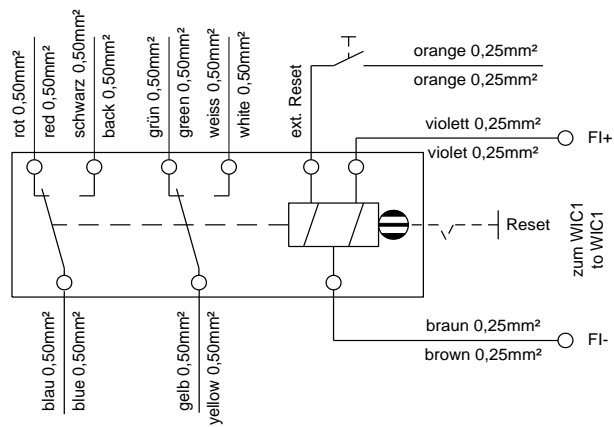 rot 0,50mm²
red 0,50mm²
schwarz 0,50mm²
back 0,50mm²
grün 0,50mm²
green 0,50mm²
weiss 0,50mm²
white 0,50mm²
ext. Reset
orange 0,25mm²
orange 0,25mm²
violett 0,25mm²
violet 0,25mm²
FI+
Reset
zum WIC1
to WIC1
blau 0,50mm²
blue 0,50mm²
gelb 0,50mm²
yellow 0,50mm²
braun 0,25mm²
brown 0,25mm²
FI-